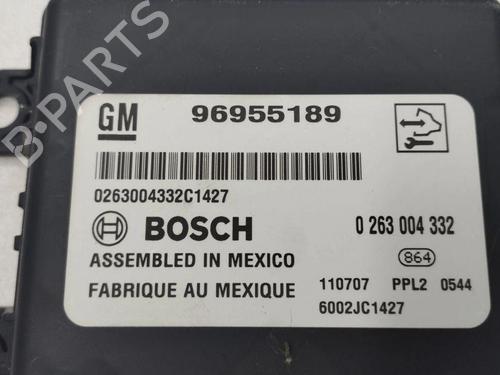 GM 96955189
0263004332C1427
BOSCH 0 263 004 332
ASSEMBLED IN MEXICO 864
FABRIQUE AU MEXIQUE 110707 PPL2 0544
6002JC1427
B-PARTS